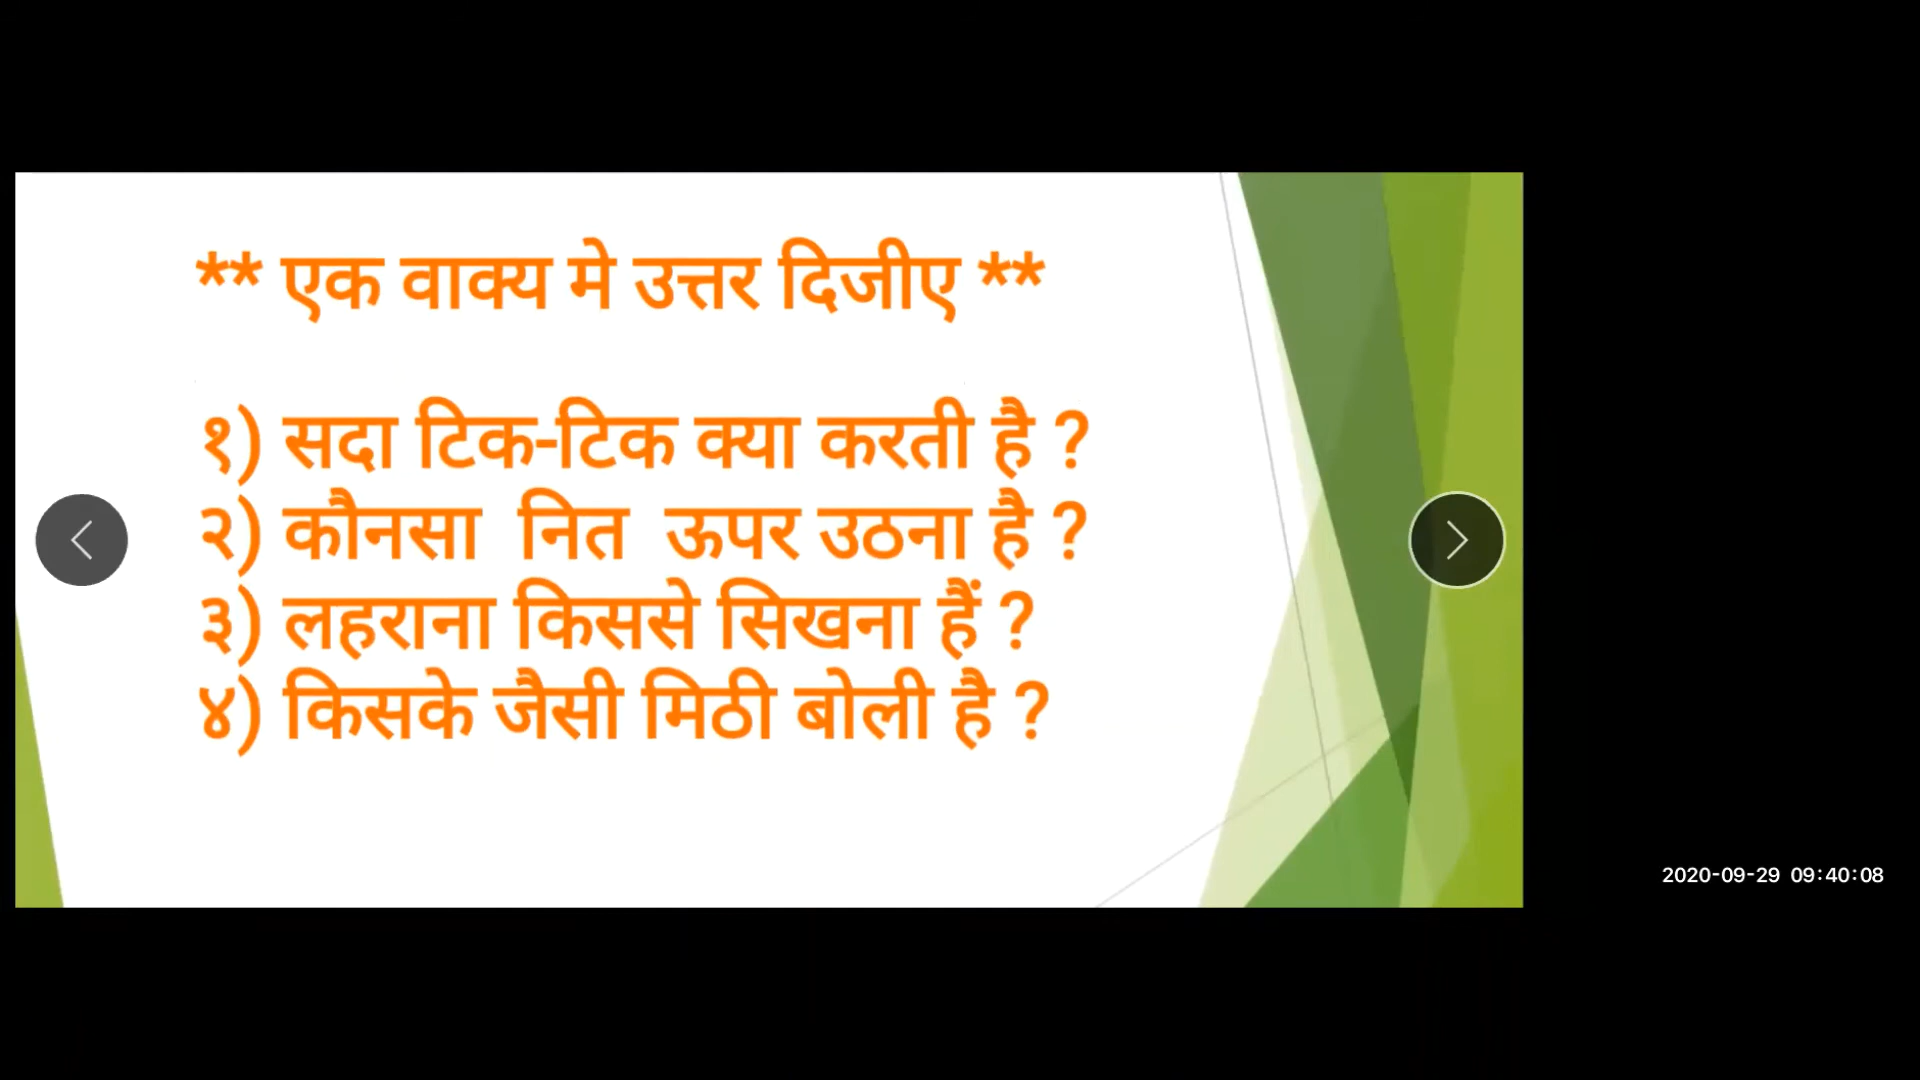 ** एक वाक्य मे उत्तर दिजीए **
१) सदा टिक-टिक क्या करती है ?
२) कौनसा नित ऊपर उठना है ?
३) लहराना किससे सिखना हैं ?
४) किसके जैसी मिठी बोली है ?
2020-09-29 09:40:08